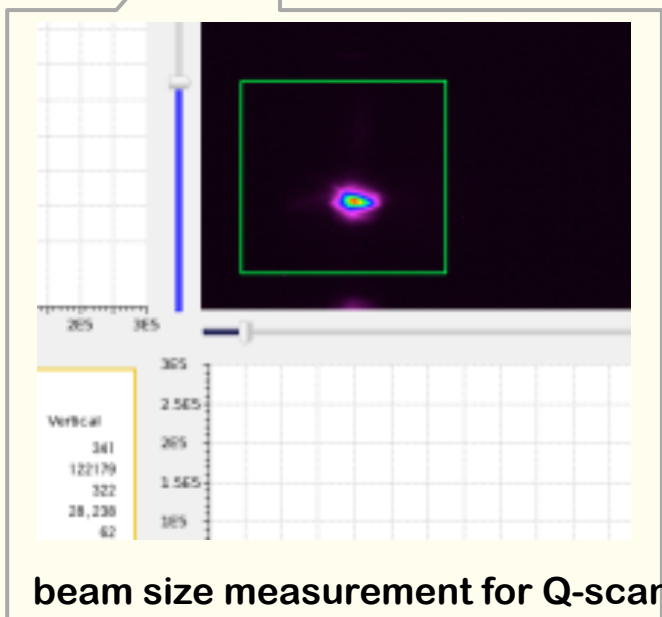 2E5 3E5
3E5
Vertical
2.5E5
341
2E5
122179
322
1.5E5
28,238
62
1E5
beam size measurement for Q-scan